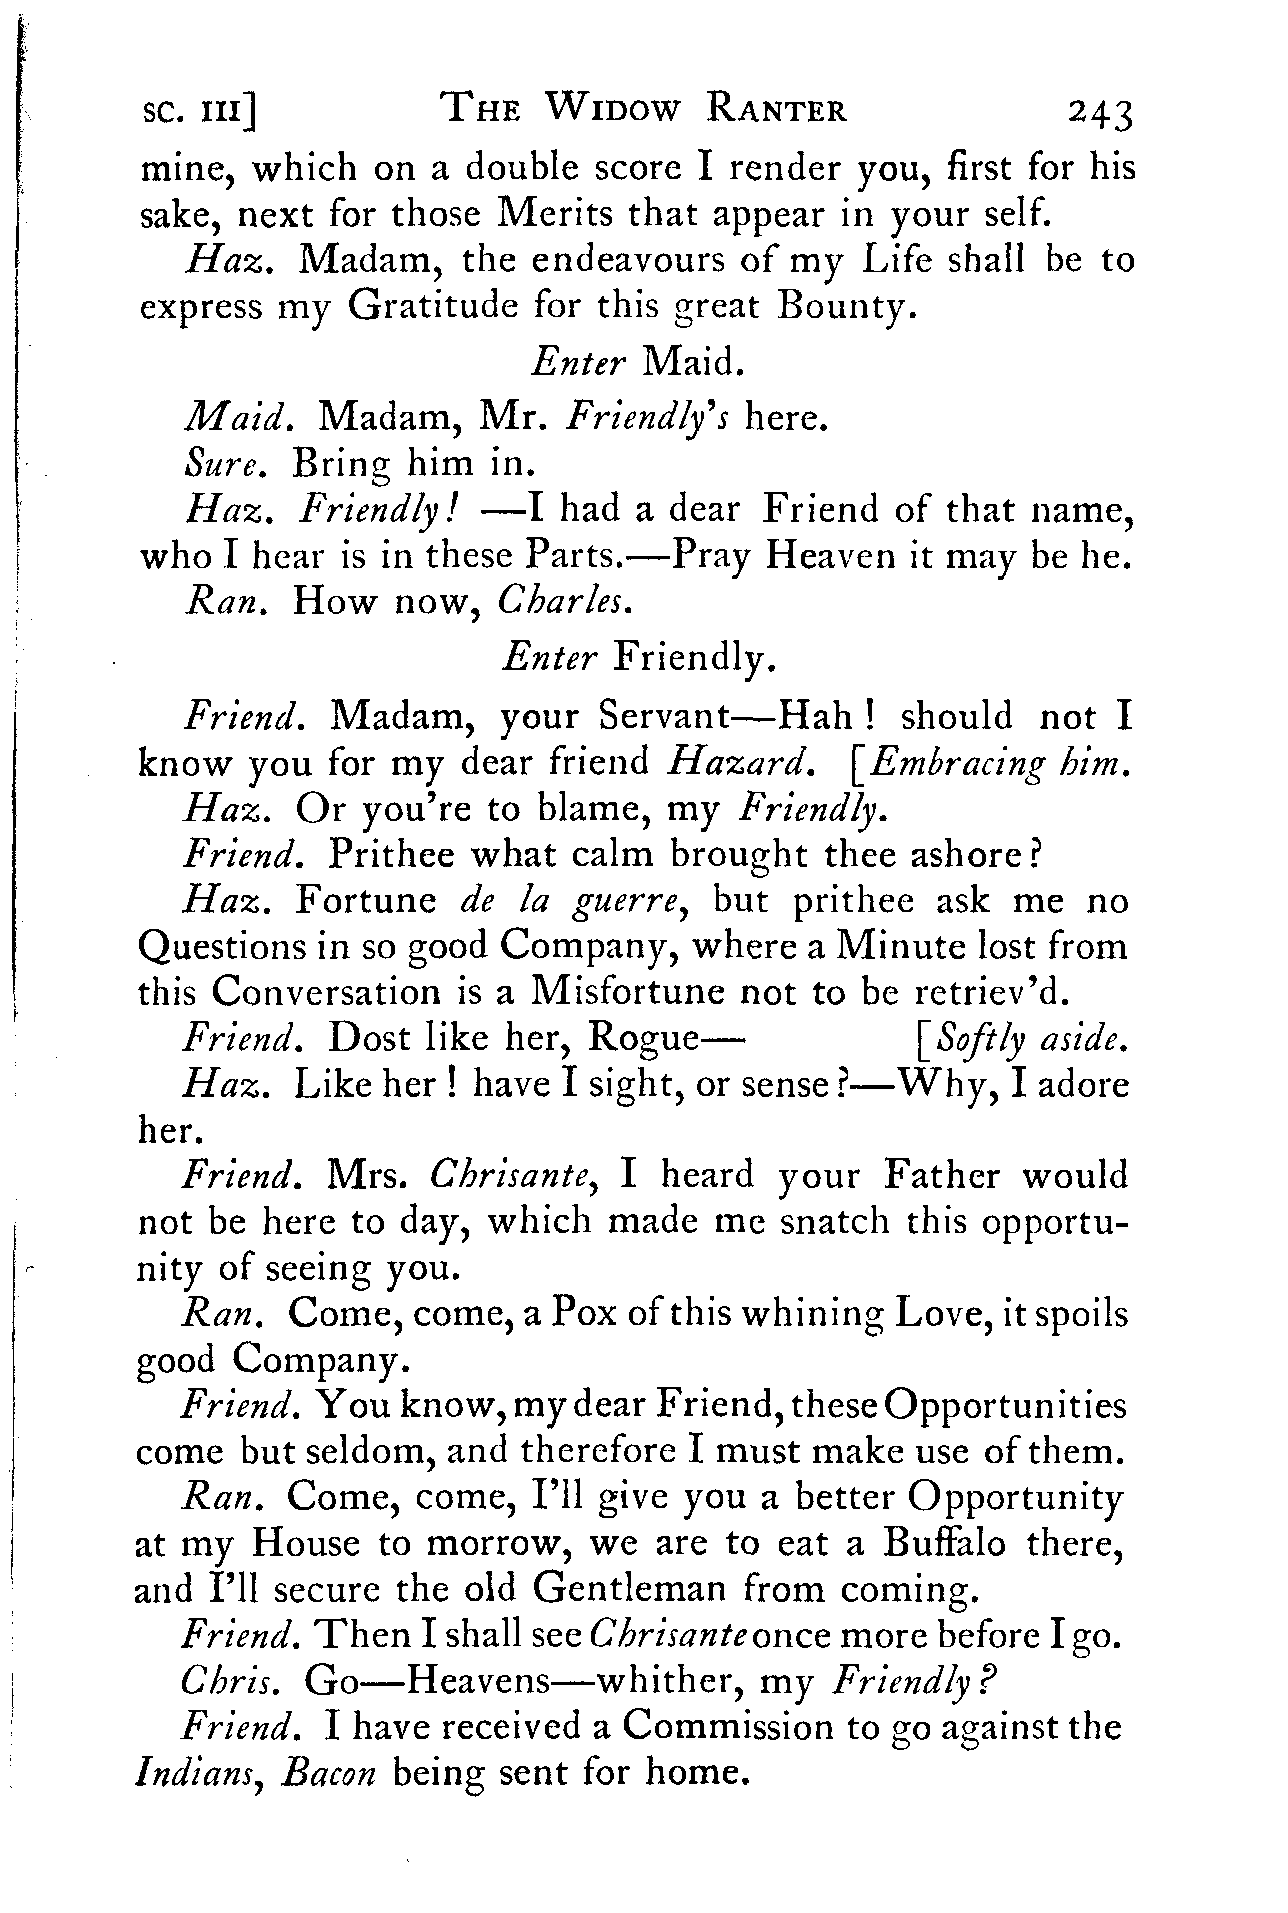 SC. III] THE WIDOW RANTER 243
mine, which on a double score I render you, first for his
sake, next for those Merits that appear in your self.
Haz. Madam, the endeavours of my Life shall be to
express my Gratitude for this great Bounty.
Enter Maid.
Maid. Madam, Mr. Friendly's here.
Sure. Bring him in.
Haz. Friendly! —I had a dear Friend of that name,
who I hear is in these Parts.—Pray Heaven it may be he.
Ran. How now, Charles.
Enter Friendly.
Friend. Madam, your Servant—Hah! should not I
know you for my dear friend Hazard. [Embracing him.
Haz. Or you're to blame, my Friendly.
Friend. Prithee what calm brought thee ashore?
Haz. Fortune de la guerre, but prithee ask me no
Questions in so good Company, where a Minute lost from
this Conversation is a Misfortune not to be retriev'd.
Friend. Dost like her, Rogue— [Softly aside.
Haz. Like her! have I sight, or sense?—Why, I adore
her.
Friend. Mrs. Chrisante, I heard your Father would
not be here to day, which made me snatch this opportu-
nity of seeing you.
Ran. Come, come, a Pox of this whining Love, it spoils
good Company.
Friend. You know, my dear Friend, these Opportunities
come but seldom, and therefore I must make use of them.
Ran. Come, come, I'll give you a better Opportunity
at my House to morrow, we are to eat a Buffalo there,
and I'll secure the old Gentleman from coming.
Friend. Then I shall see Chrisante once more before I go.
Chris. Go—Heavens—whither, my Friendly?
Friend. I have received a Commission to go against the
Indians, Bacon being sent for home.